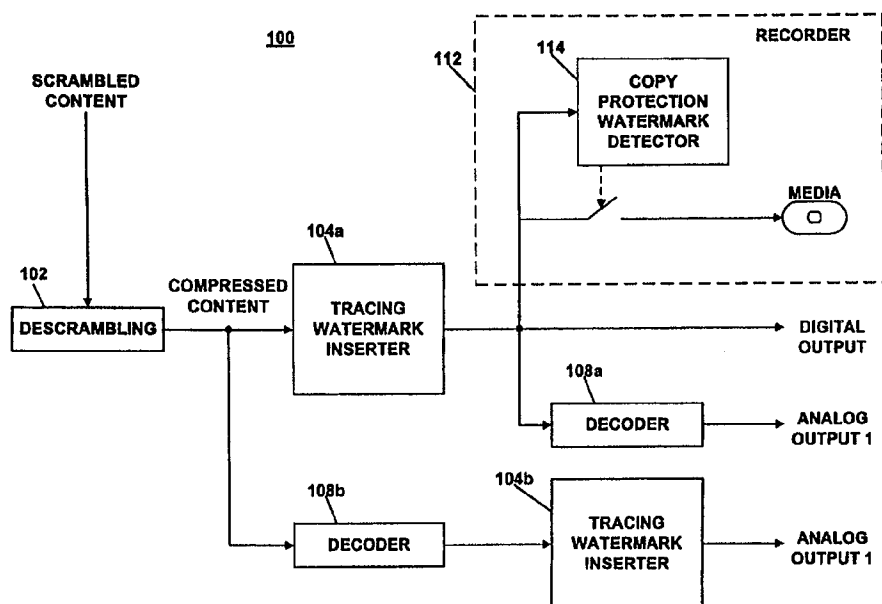 100
RECORDER
112
114
SCRAMBLED
CONTENT
COPY
PROTECTION
WATERMARK
DETECTOR
MEDIA
104a
102
COMPRESSED
CONTENT
DESCRAMBLING
TRACING
WATERMARK
INSERTER
DIGITAL
OUTPUT
108a
DECODER
ANALOG
OUTPUT 1
108b
104b
DECODER
TRACING
WATERMARK
INSERTER
ANALOG
OUTPUT 1